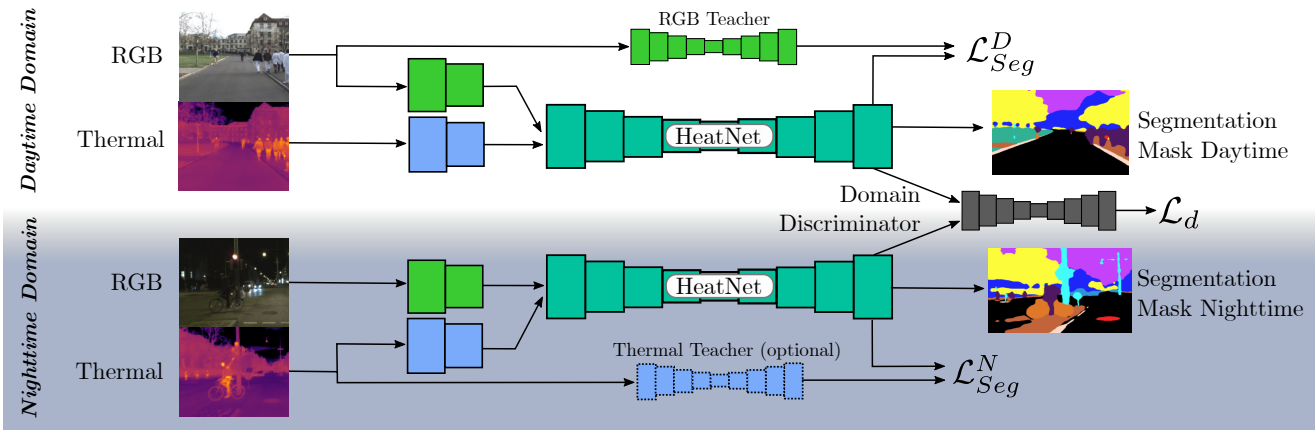 Daytime Domain
RGB
Thermal
RGB Teacher
HeatNet
𝓛^D_Seg
Segmentation
Mask Daytime
Domain
Discriminator
𝓛_d
Nighttime Domain
RGB
Thermal
HeatNet
Thermal Teacher (optional)
Segmentation
Mask Nighttime
𝓛^N_Seg